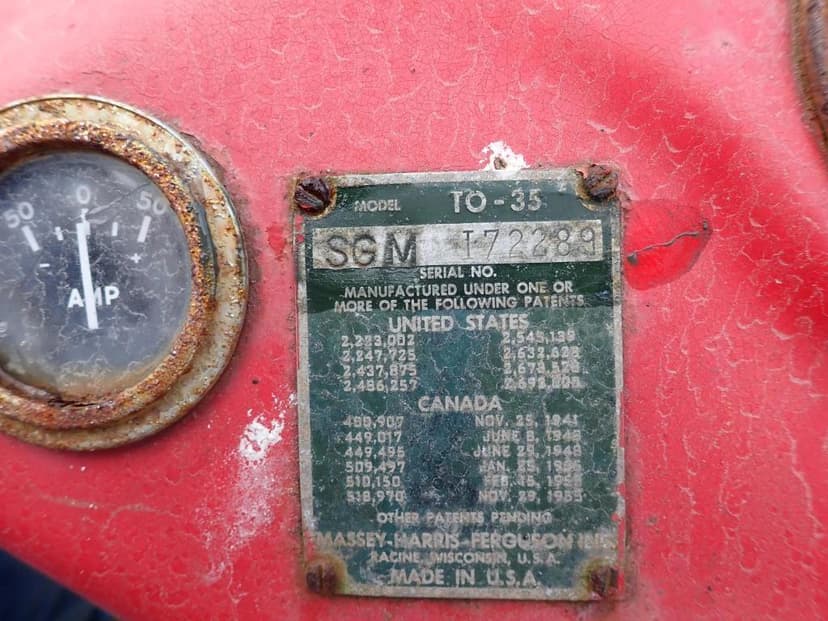 50 0 50
- +
AMP
MODEL TO-35
SGM 172289
SERIAL NO.
MANUFACTURED UNDER ONE OR
MORE OF THE FOLLOWING PATENTS
UNITED STATES
2,223,002 2,545,139
2,247,725 2,632,628
2,437,875
2,486,257
CANADA
NOV. 25, 1941
449,017 JUNE 8, 1948
449,495 JUNE 29, 1948
509,497
510,150
518,970 NOV. 29, 1955
OTHER PATENTS PENDING
MASSEY-HARRIS-FERGUSON INC.
RACINE, WISCONSIN, U.S.A.
MADE IN U.S.A.